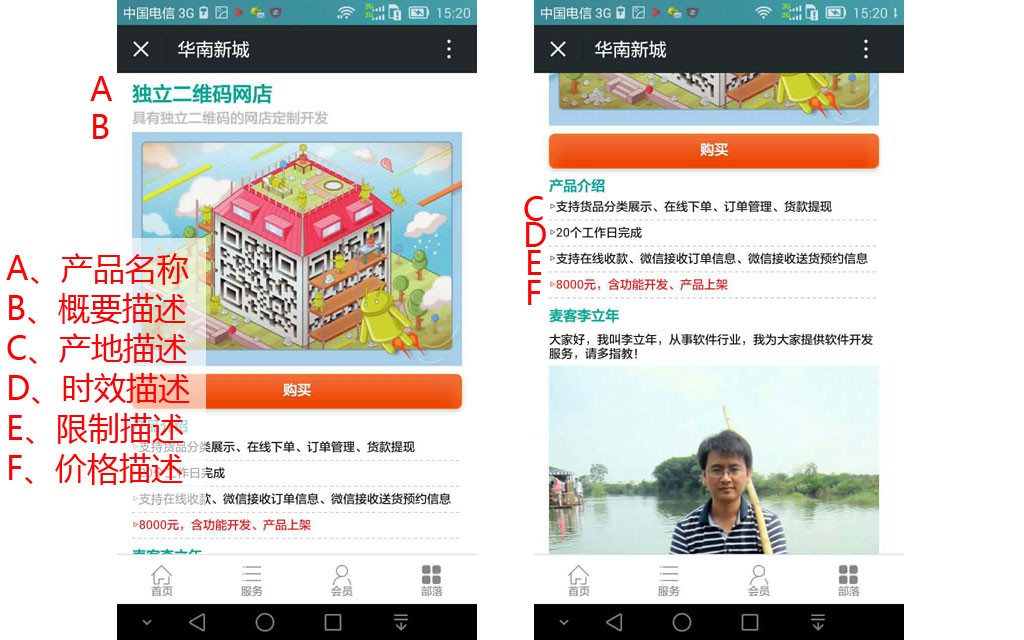 中国电信 3G
15:20
华南新城
A
独立二维码网店
B
具有独立二维码的网店定制开发
A、产品名称
B、概要描述
C、产地描述
D、时效描述
E、限制描述
F、价格描述
购买
支持货品分类展示、在线下单、订单管理、货款提现
工作日完成
支持在线收款、微信接收订单信息、微信接收送货预约信息
8000元，含功能开发、产品上架
麦客李立年
首页
服务
会员
部落
中国电信 3G
15:20
华南新城
购买
产品介绍
C
支持货品分类展示、在线下单、订单管理、货款提现
D
20个工作日完成
E
支持在线收款、微信接收订单信息、微信接收送货预约信息
F
8000元，含功能开发、产品上架
麦客李立年
大家好，我叫李立年，从事软件行业，我为大家提供软件开发
服务，请多指教！
首页
服务
会员
部落